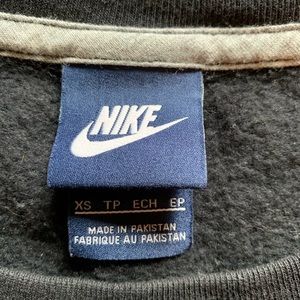 NIKE
XS TP ECH EP
MADE IN PAKISTAN
FABRIQUE AU PAKISTAN